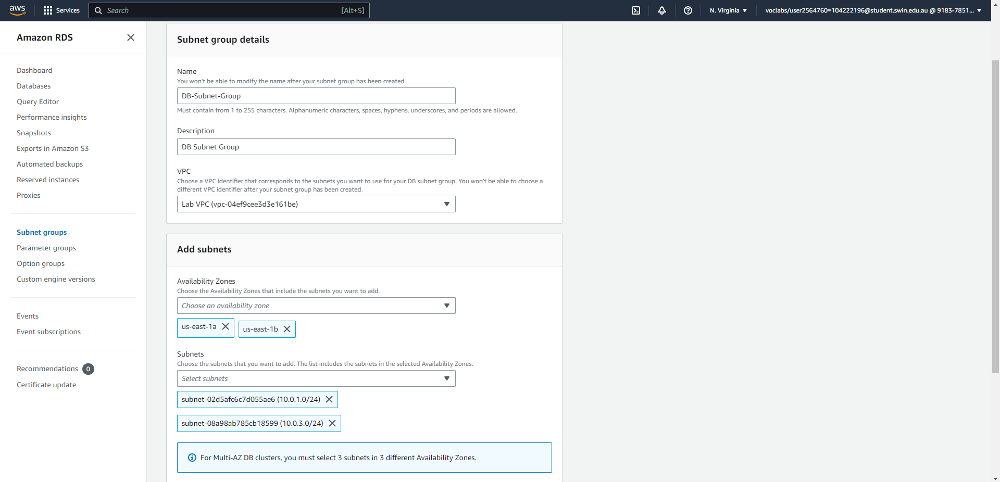 aws
Services
Search
[Alt+S]
N. Virginia
voclabs/user2564760=104222196@student.swin.edu.au @ 9183-7851...
Amazon RDS
Dashboard
Databases
Query Editor
Performance insights
Snapshots
Exports in Amazon S3
Automated backups
Reserved instances
Proxies
Subnet groups
Parameter groups
Option groups
Custom engine versions
Events
Event subscriptions
Recommendations 0
Certificate update
Subnet group details
Name
You won't be able to modify the name after your subnet group has been created.
DB-Subnet-Group
Must contain from 1 to 255 characters. Alphanumeric characters, spaces, hyphens, underscores, and periods are allowed.
Description
DB Subnet Group
VPC
Choose a VPC identifier that corresponds to the subnets you want to use for your DB subnet group. You won't be able to choose a
different VPC identifier after your subnet group has been created.
Lab VPC (vpc-04ef9cee3d3e161be)
Add subnets
Availability Zones
Choose the Availability Zones that include the subnets you want to add.
Choose an availability zone
us-east-1a
us-east-1b
Subnets
Choose the subnets that you want to add. The list includes the subnets in the selected Availability Zones.
Select subnets
subnet-02d5afc6c7d055ae6 (10.0.1.0/24)
subnet-08a98ab785cb18599 (10.0.3.0/24)
For Multi-AZ DB clusters, you must select 3 subnets in 3 different Availability Zones.